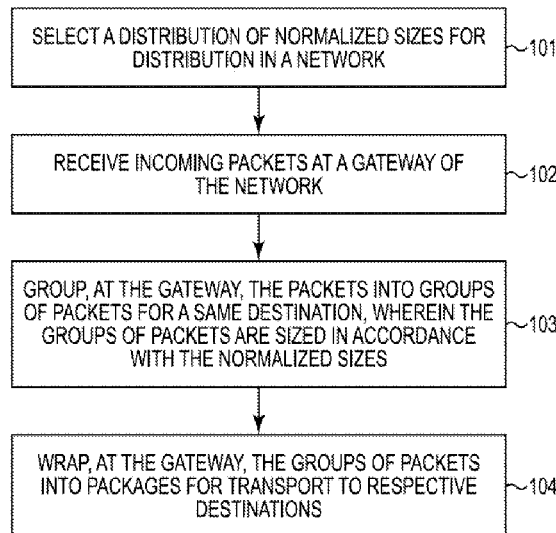 SELECT A DISTRIBUTION OF NORMALIZED SIZES FOR
DISTRIBUTION IN A NETWORK
101
RECEIVE INCOMING PACKETS AT A GATEWAY OF
THE NETWORK
102
GROUP, AT THE GATEWAY, THE PACKETS INTO GROUPS
OF PACKETS FOR A SAME DESTINATION, WHEREIN THE
GROUPS OF PACKETS ARE SIZED IN ACCORDANCE
WITH THE NORMALIZED SIZES
103
WRAP, AT THE GATEWAY, THE GROUPS OF PACKETS
INTO PACKAGES FOR TRANSPORT TO RESPECTIVE
DESTINATIONS
104